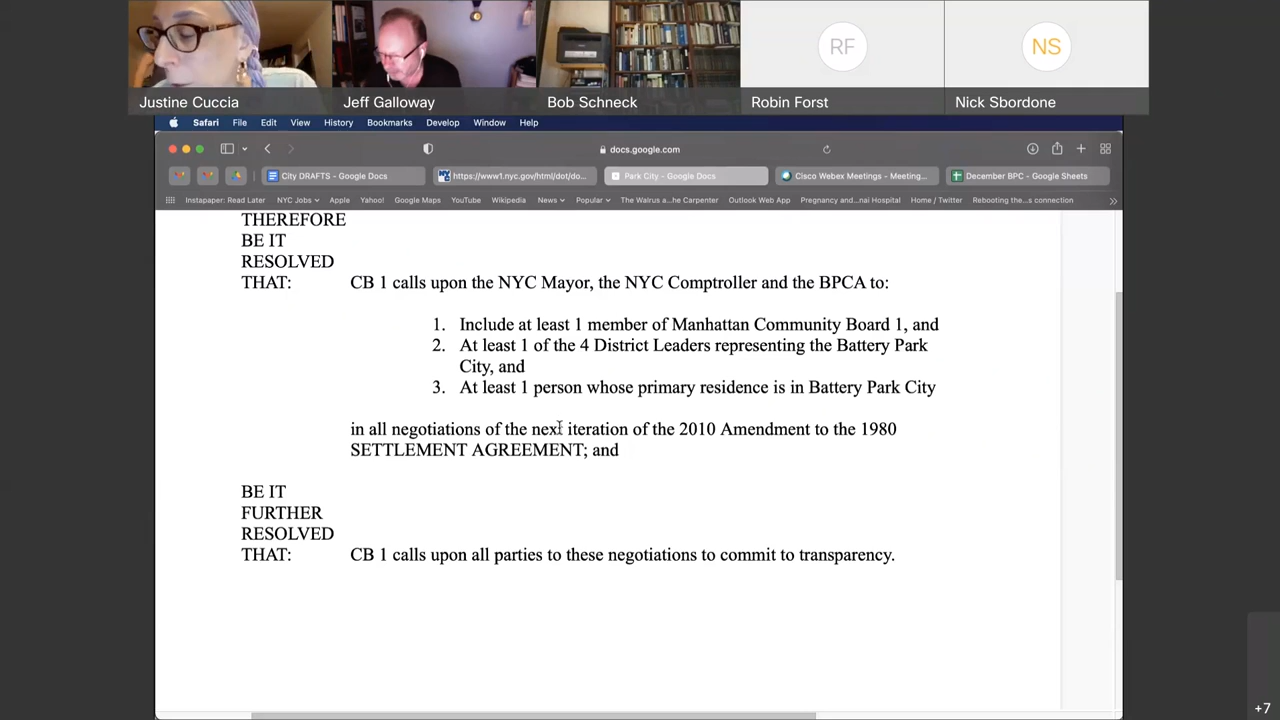 RF
NS
Justine Cuccia
Jeff Galloway
Bob Schneck
Robin Forst
Nick Sbordone
Safari File Edit View History Bookmarks Develop Window Help
docs.google.com
City DRAFTS - Google Docs
https://www1.nyc.gov/html/dot/do...
Park City - Google Docs
Cisco Webex Meetings - Meeting...
December BPC - Google Sheets
Instapaper: Read Later NYC Jobs Apple Yahoo! Google Maps YouTube Wikipedia News Popular The Walrus a...he Carpenter Outlook Web App Pregnancy and...nai Hospital Home / Twitter Rebooting the...s connection
THEREFORE
BE IT
RESOLVED
THAT: CB 1 calls upon the NYC Mayor, the NYC Comptroller and the BPCA to:
1. Include at least 1 member of Manhattan Community Board 1, and
2. At least 1 of the 4 District Leaders representing the Battery Park
City, and
3. At least 1 person whose primary residence is in Battery Park City
in all negotiations of the next iteration of the 2010 Amendment to the 1980
SETTLEMENT AGREEMENT; and
BE IT
FURTHER
RESOLVED
THAT: CB 1 calls upon all parties to these negotiations to commit to transparency.
+7